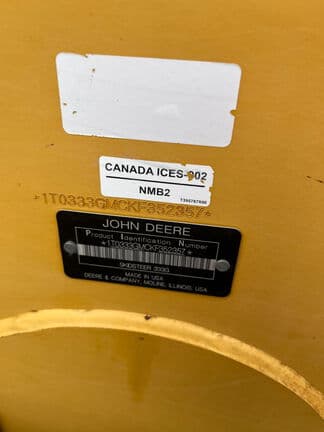 CANADA ICES-002
NMB2
*1T0333GMCKF352357*
JOHN DEERE
Product Identification Number
*1T0333GMCKF352357*
SKIDSTEER 333G
MADE IN USA
DEERE & COMPANY, MOLINE, ILLINOIS, USA